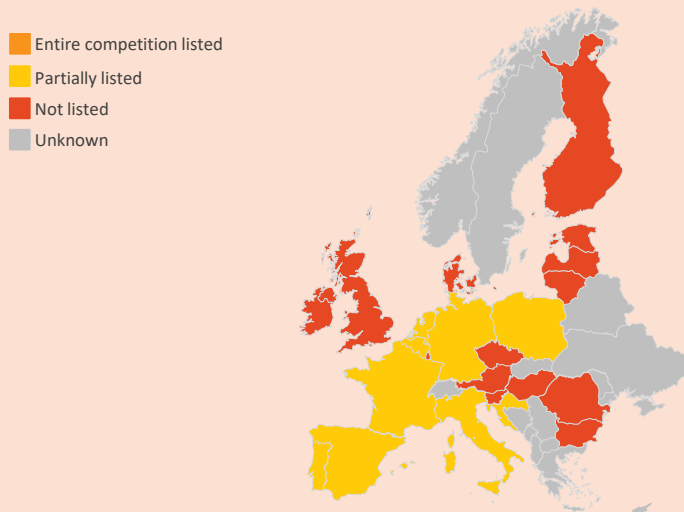 Entire competition listed
Partially listed
Not listed
Unknown